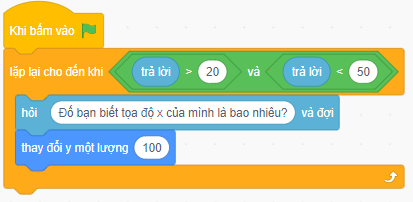 Khi bấm vào
lặp lại cho đến khi trả lời > 20 và trả lời < 50
hỏi Đố bạn biết tọa độ x của mình là bao nhiêu? và đợi
thay đổi y một lượng 100